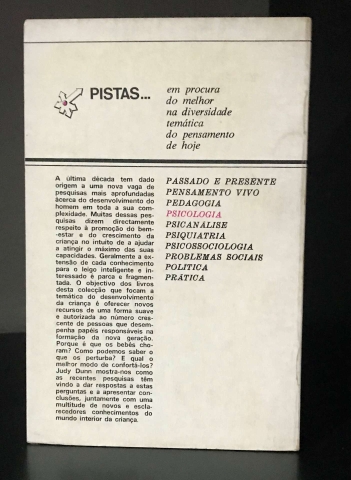 PISTAS...
em procura
do melhor
na diversidade
temática
do pensamento
de hoje
A última década tem dado
origem a uma nova vaga de
pesquisas mais aprofundadas
acerca do desenvolvimento do
homem em toda a sua com-
plexidade. Muitas dessas pes-
quisas dizem directamente
respeito à promoção do bem-
-estar e do crescimento da
criança no intuito de a ajudar
a atingir o máximo das suas
capacidades. Geralmente a ex-
tensão de cada conhecimento
para o leigo inteligente e in-
teressado é parca e fragmen-
tada. O objectivo dos livros
desta colecção que focam a
temática do desenvolvimento
da criança é oferecer novos
recursos de uma forma suave
e autorizada ao número cres-
cente de pessoas que desem-
penha papéis responsáveis na
formação da nova geração.
Porque é que os bebés cho-
ram? Como podemos saber o
que os perturba? E qual o
melhor modo de confortá-los?
Judy Dunn mostra-nos como
as recentes pesquisas têm
vindo a dar respostas a estas
perguntas e a apresentar con-
clusões, juntamente com uma
multitude de novos e escla-
recedores conhecimentos do
mundo interior da criança.
PASSADO E PRESENTE
PENSAMENTO VIVO
PEDAGOGIA
PSICOLOGIA
PSICANÁLISE
PSIQUIATRIA
PSICOSSOCIOLOGIA
PROBLEMAS SOCIAIS
POLÍTICA
PRÁTICA